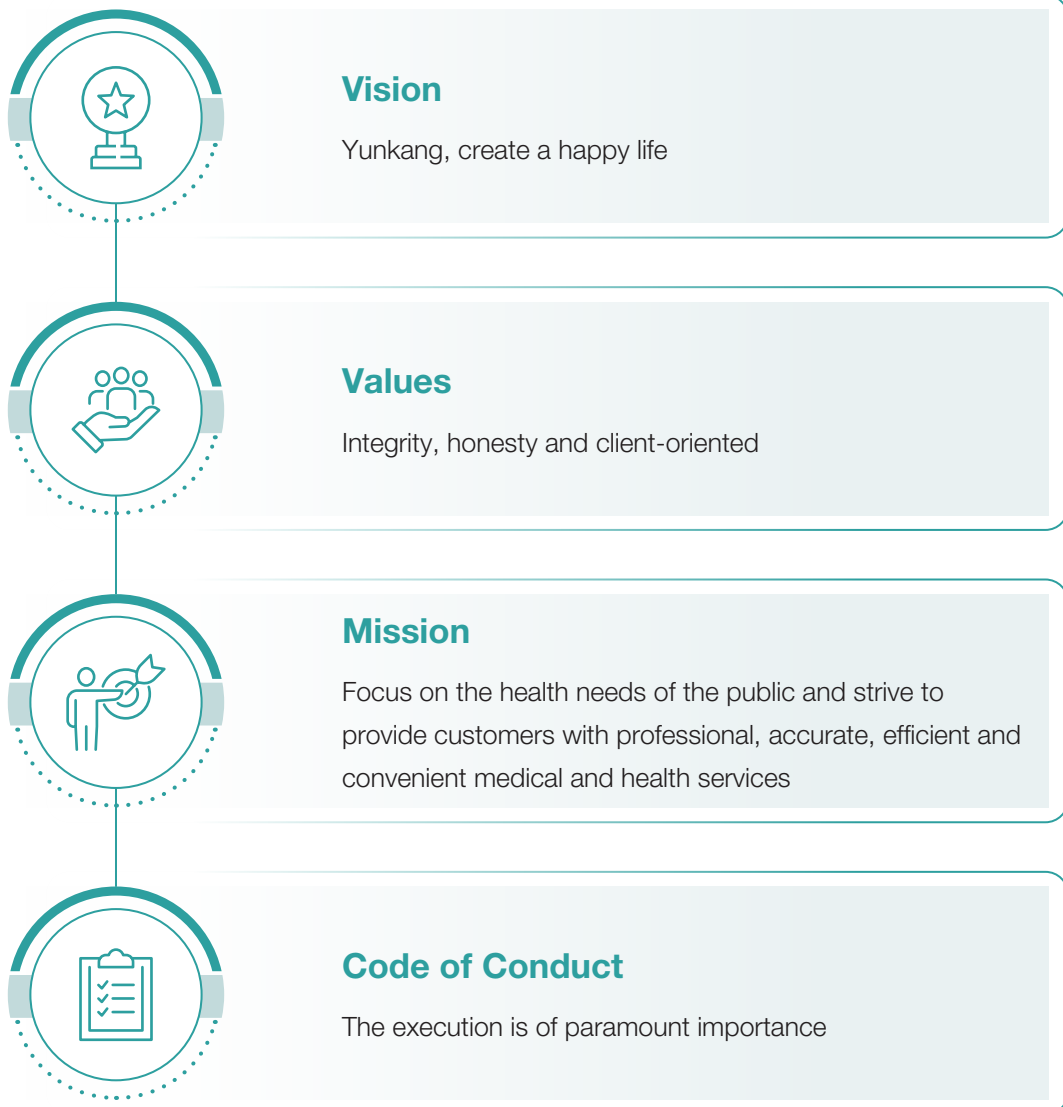 Vision
Yunkang, create a happy life
Values
Integrity, honesty and client-oriented
Mission
Focus on the health needs of the public and strive to
provide customers with professional, accurate, efficient and
convenient medical and health services
Code of Conduct
The execution is of paramount importance